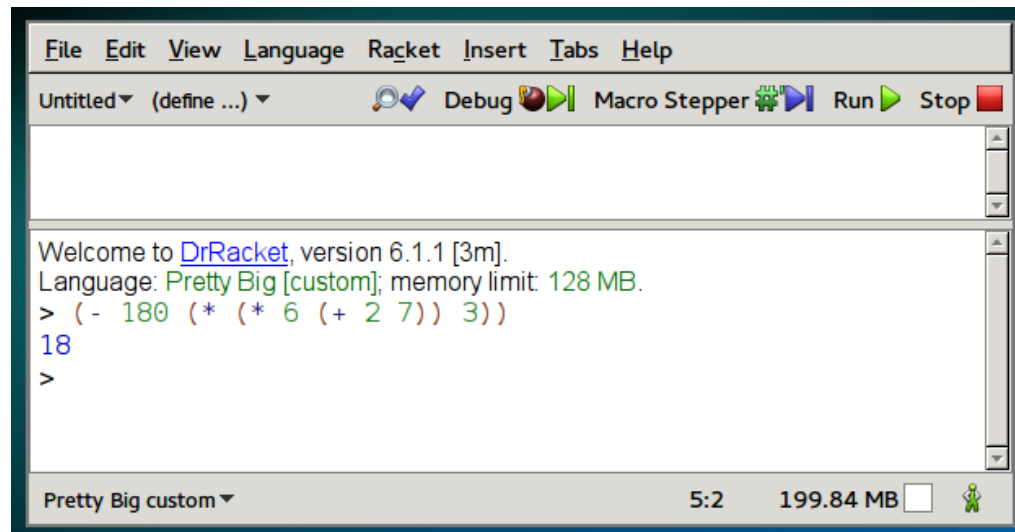 File Edit View Language Racket Insert Tabs Help
Untitled (define ...) Debug Macro Stepper Run Stop
Welcome to DrRacket, version 6.1.1 [3m].
Language: Pretty Big [custom]; memory limit: 128 MB.
> (- 180 (* (* 6 (+ 2 7)) 3))
18
>
Pretty Big custom 5:2 199.84 MB